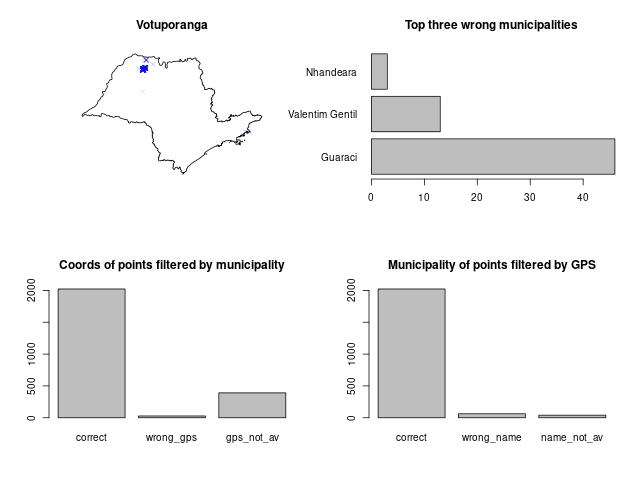 Votuporanga
Top three wrong municipalities
Nhandeara
Valentim Gentil
Guaraci
0 10 20 30 40
Coords of points filtered by municipality
2000
1000
500
0
correct wrong_gps gps_not_av
Municipality of points filtered by GPS
2000
1000
500
0
correct wrong_name name_not_av